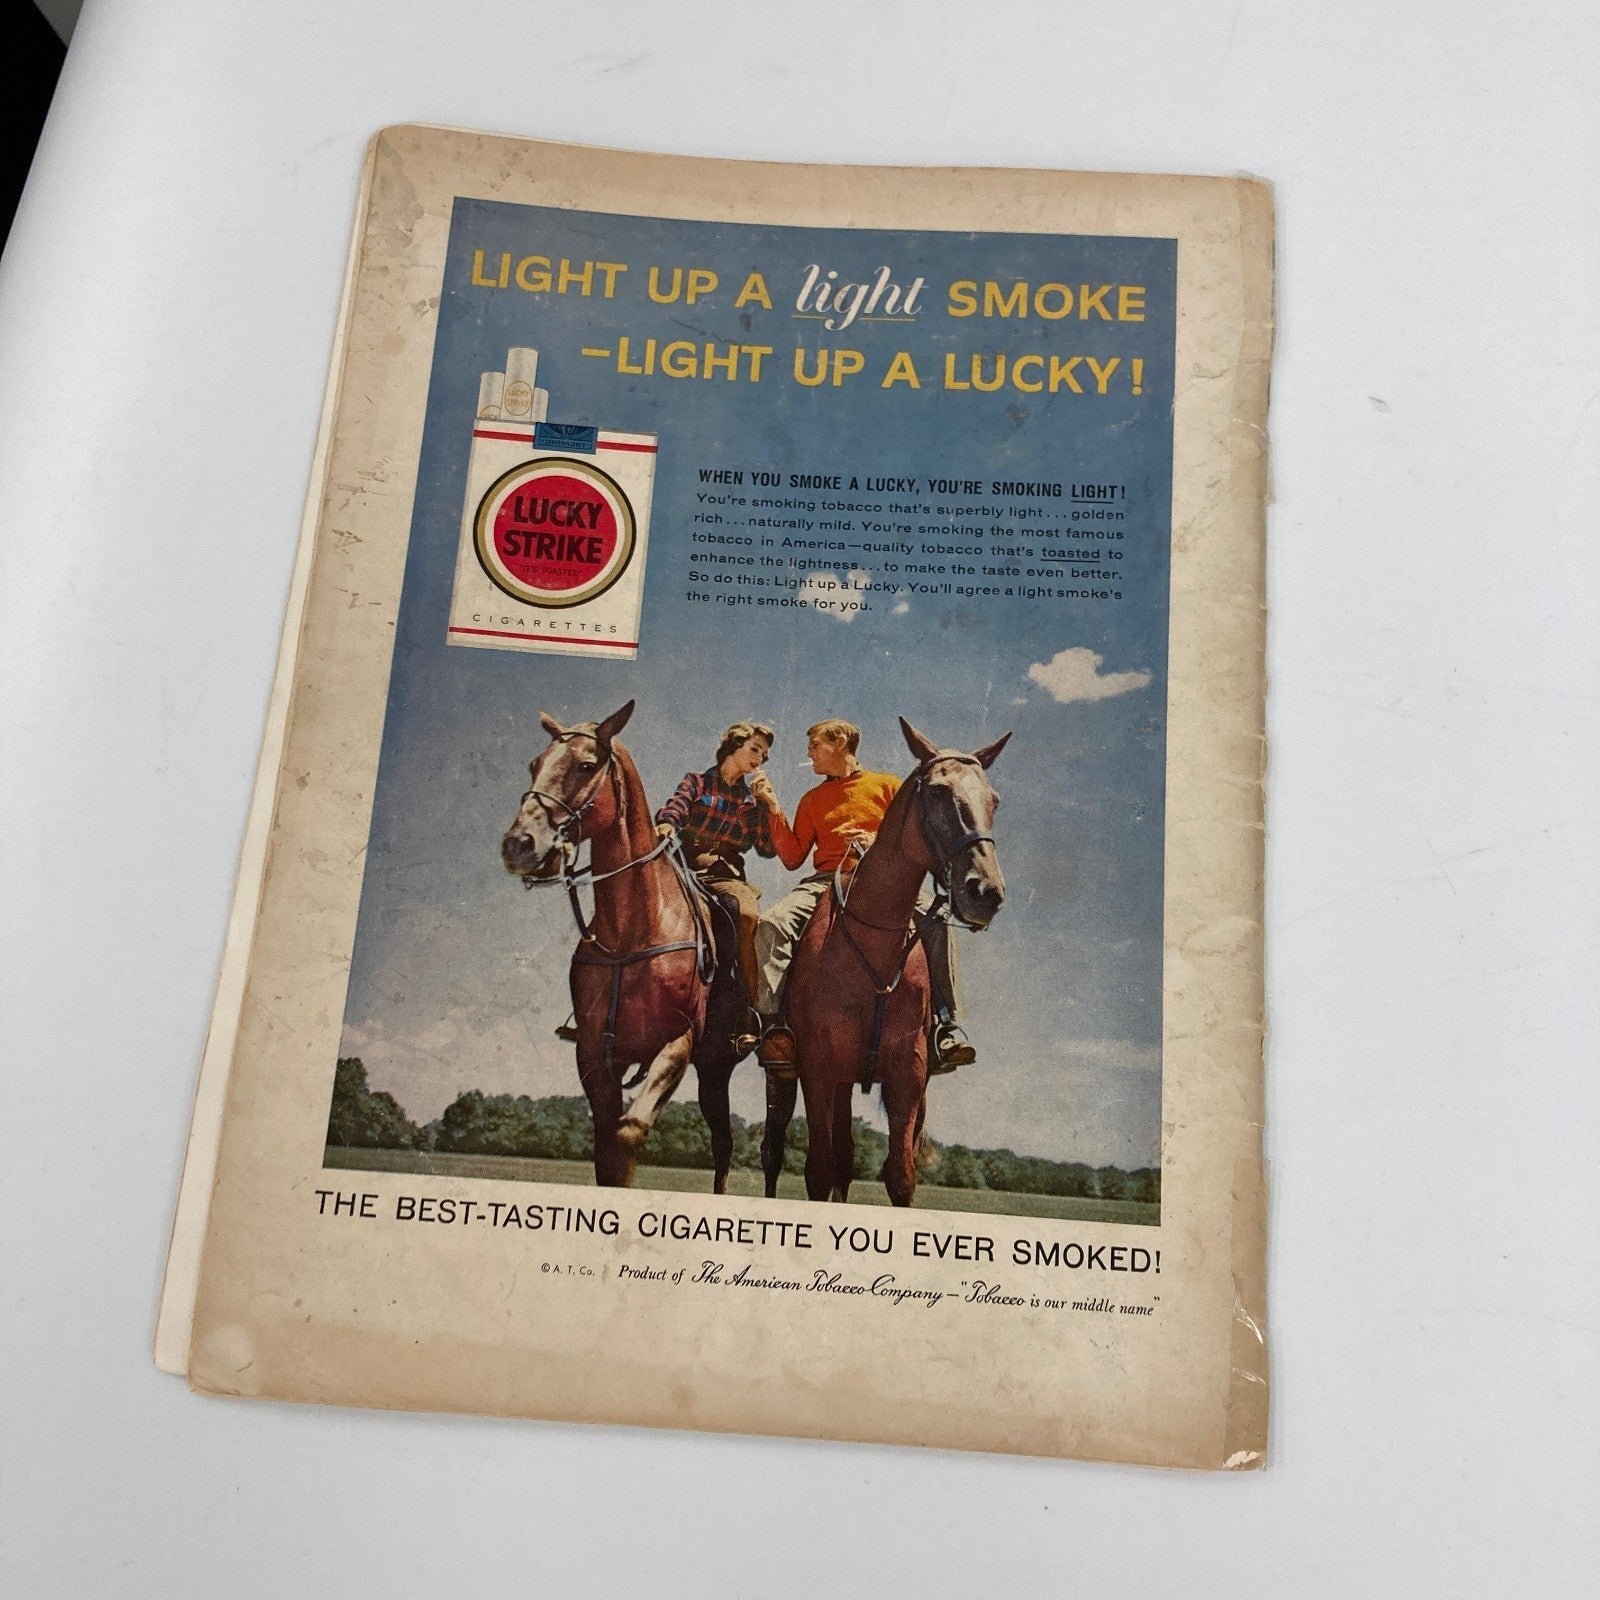 LIGHT UP A light SMOKE
–LIGHT UP A LUCKY!
LUCKY
STRIKE
LUCKY
STRIKE
"IT'S TOASTED"
CIGARETTES
WHEN YOU SMOKE A LUCKY, YOU'RE SMOKING LIGHT!
You're smoking tobacco that's superbly light...golden
rich...naturally mild. You're smoking the most famous
tobacco in America—quality tobacco that's toasted to
enhance the lightness...to make the taste even better.
So do this: Light up a Lucky. You'll agree a light smoke's
the right smoke for you.
THE BEST-TASTING CIGARETTE YOU EVER SMOKED!
© A. T. Co. Product of The American Tobacco Company — "Tobacco is our middle name"